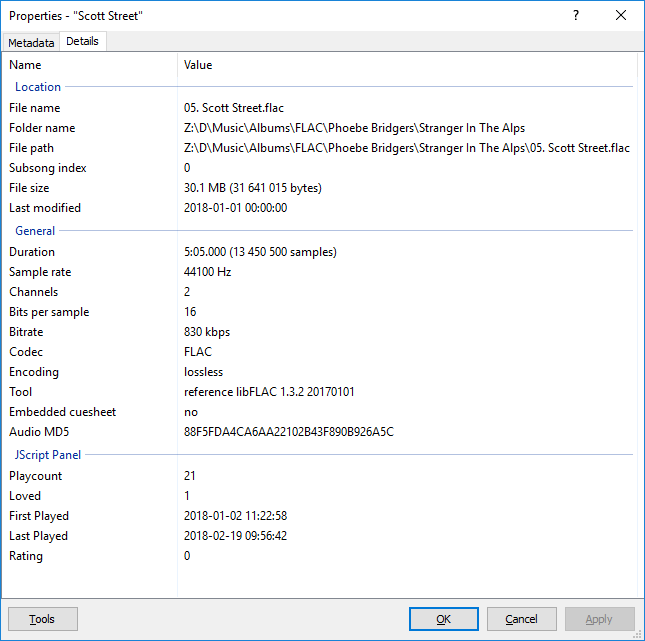 Properties - "Scott Street"
?
Metadata Details
Name Value
Location
File name 05. Scott Street.flac
Folder name Z:\D\Music\Albums\FLAC\Phoebe Bridgers\Stranger In The Alps
File path Z:\D\Music\Albums\FLAC\Phoebe Bridgers\Stranger In The Alps\05. Scott Street.flac
Subsong index 0
File size 30.1 MB (31 641 015 bytes)
Last modified 2018-01-01 00:00:00
General
Duration 5:05.000 (13 450 500 samples)
Sample rate 44100 Hz
Channels 2
Bits per sample 16
Bitrate 830 kbps
Codec FLAC
Encoding lossless
Tool reference libFLAC 1.3.2 20170101
Embedded cuesheet no
Audio MD5 88F5FDA4CA6AA22102B43F890B926A5C
JScript Panel
Playcount 21
Loved 1
First Played 2018-01-02 11:22:58
Last Played 2018-02-19 09:56:42
Rating 0
Tools OK Cancel Apply